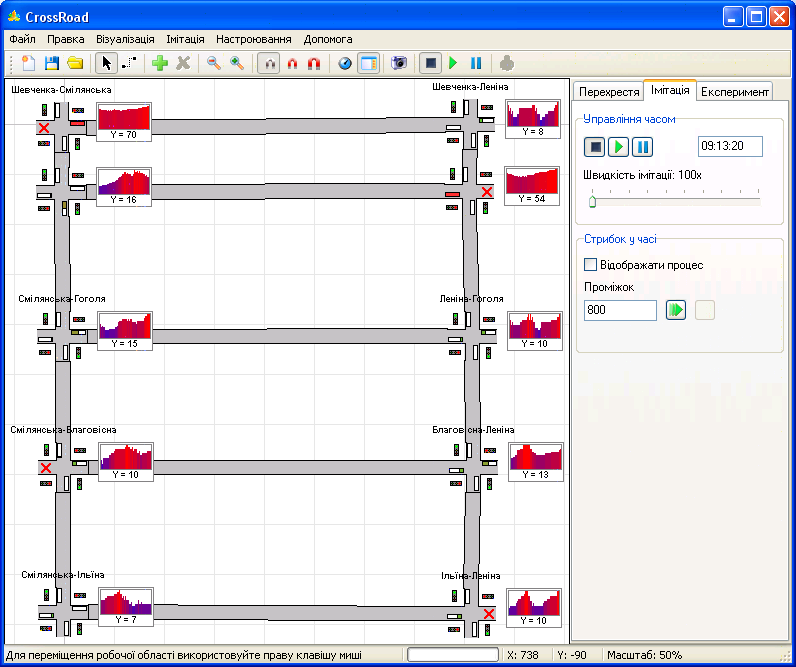 CrossRoad
Файл Правка Візуалізація Імітація Настроювання Допомога
Шевченка-Смілянська
Шевченка-Леніна
Y = 70
Y = 8
Y = 16
Y = 54
Смілянська-Гоголя
Леніна-Гоголя
Y = 15
Y = 10
Смілянська-Благовісна
Благовісна-Леніна
Y = 10
Y = 13
Смілянська-Ільїна
Ільїна-Леніна
Y = 7
Y = 10
Перехрестя Імітація Експеримент
Управління часом
09:13:20
Швидкість імітації: 100x
Стрибок у часі
Відображати процес
Проміжок
800
Для переміщення робочої області використовуйте праву клавішу миші
X: 738 Y: -90 Масштаб: 50%